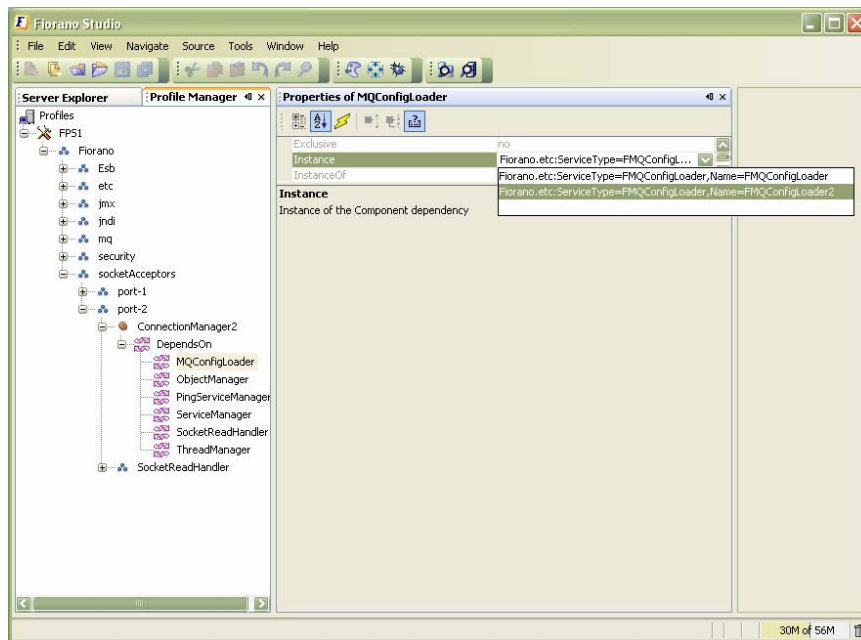 Fiorano Studio
File Edit View Navigate Source Tools Window Help
Server Explorer
Profile Manager
Properties of MQConfigLoader
Profiles
FPS1
Fiorano
Esb
etc
jmx
jndi
mq
security
socketAcceptors
port-1
port-2
ConnectionManager2
DependsOn
MQConfigLoader
ObjectManager
PingServiceManager
ServiceManager
SocketReadHandler
ThreadManager
SocketReadHandler
Exclusive no
Instance Fiorano.etc:ServiceType=FMQConfigL...
InstanceOf
Fiorano.etc:ServiceType=FMQConfigLoader,Name=FMQConfigLoader
Fiorano.etc:ServiceType=FMQConfigLoader,Name=FMQConfigLoader2
Instance
Instance of the Component dependency
30M of 56M